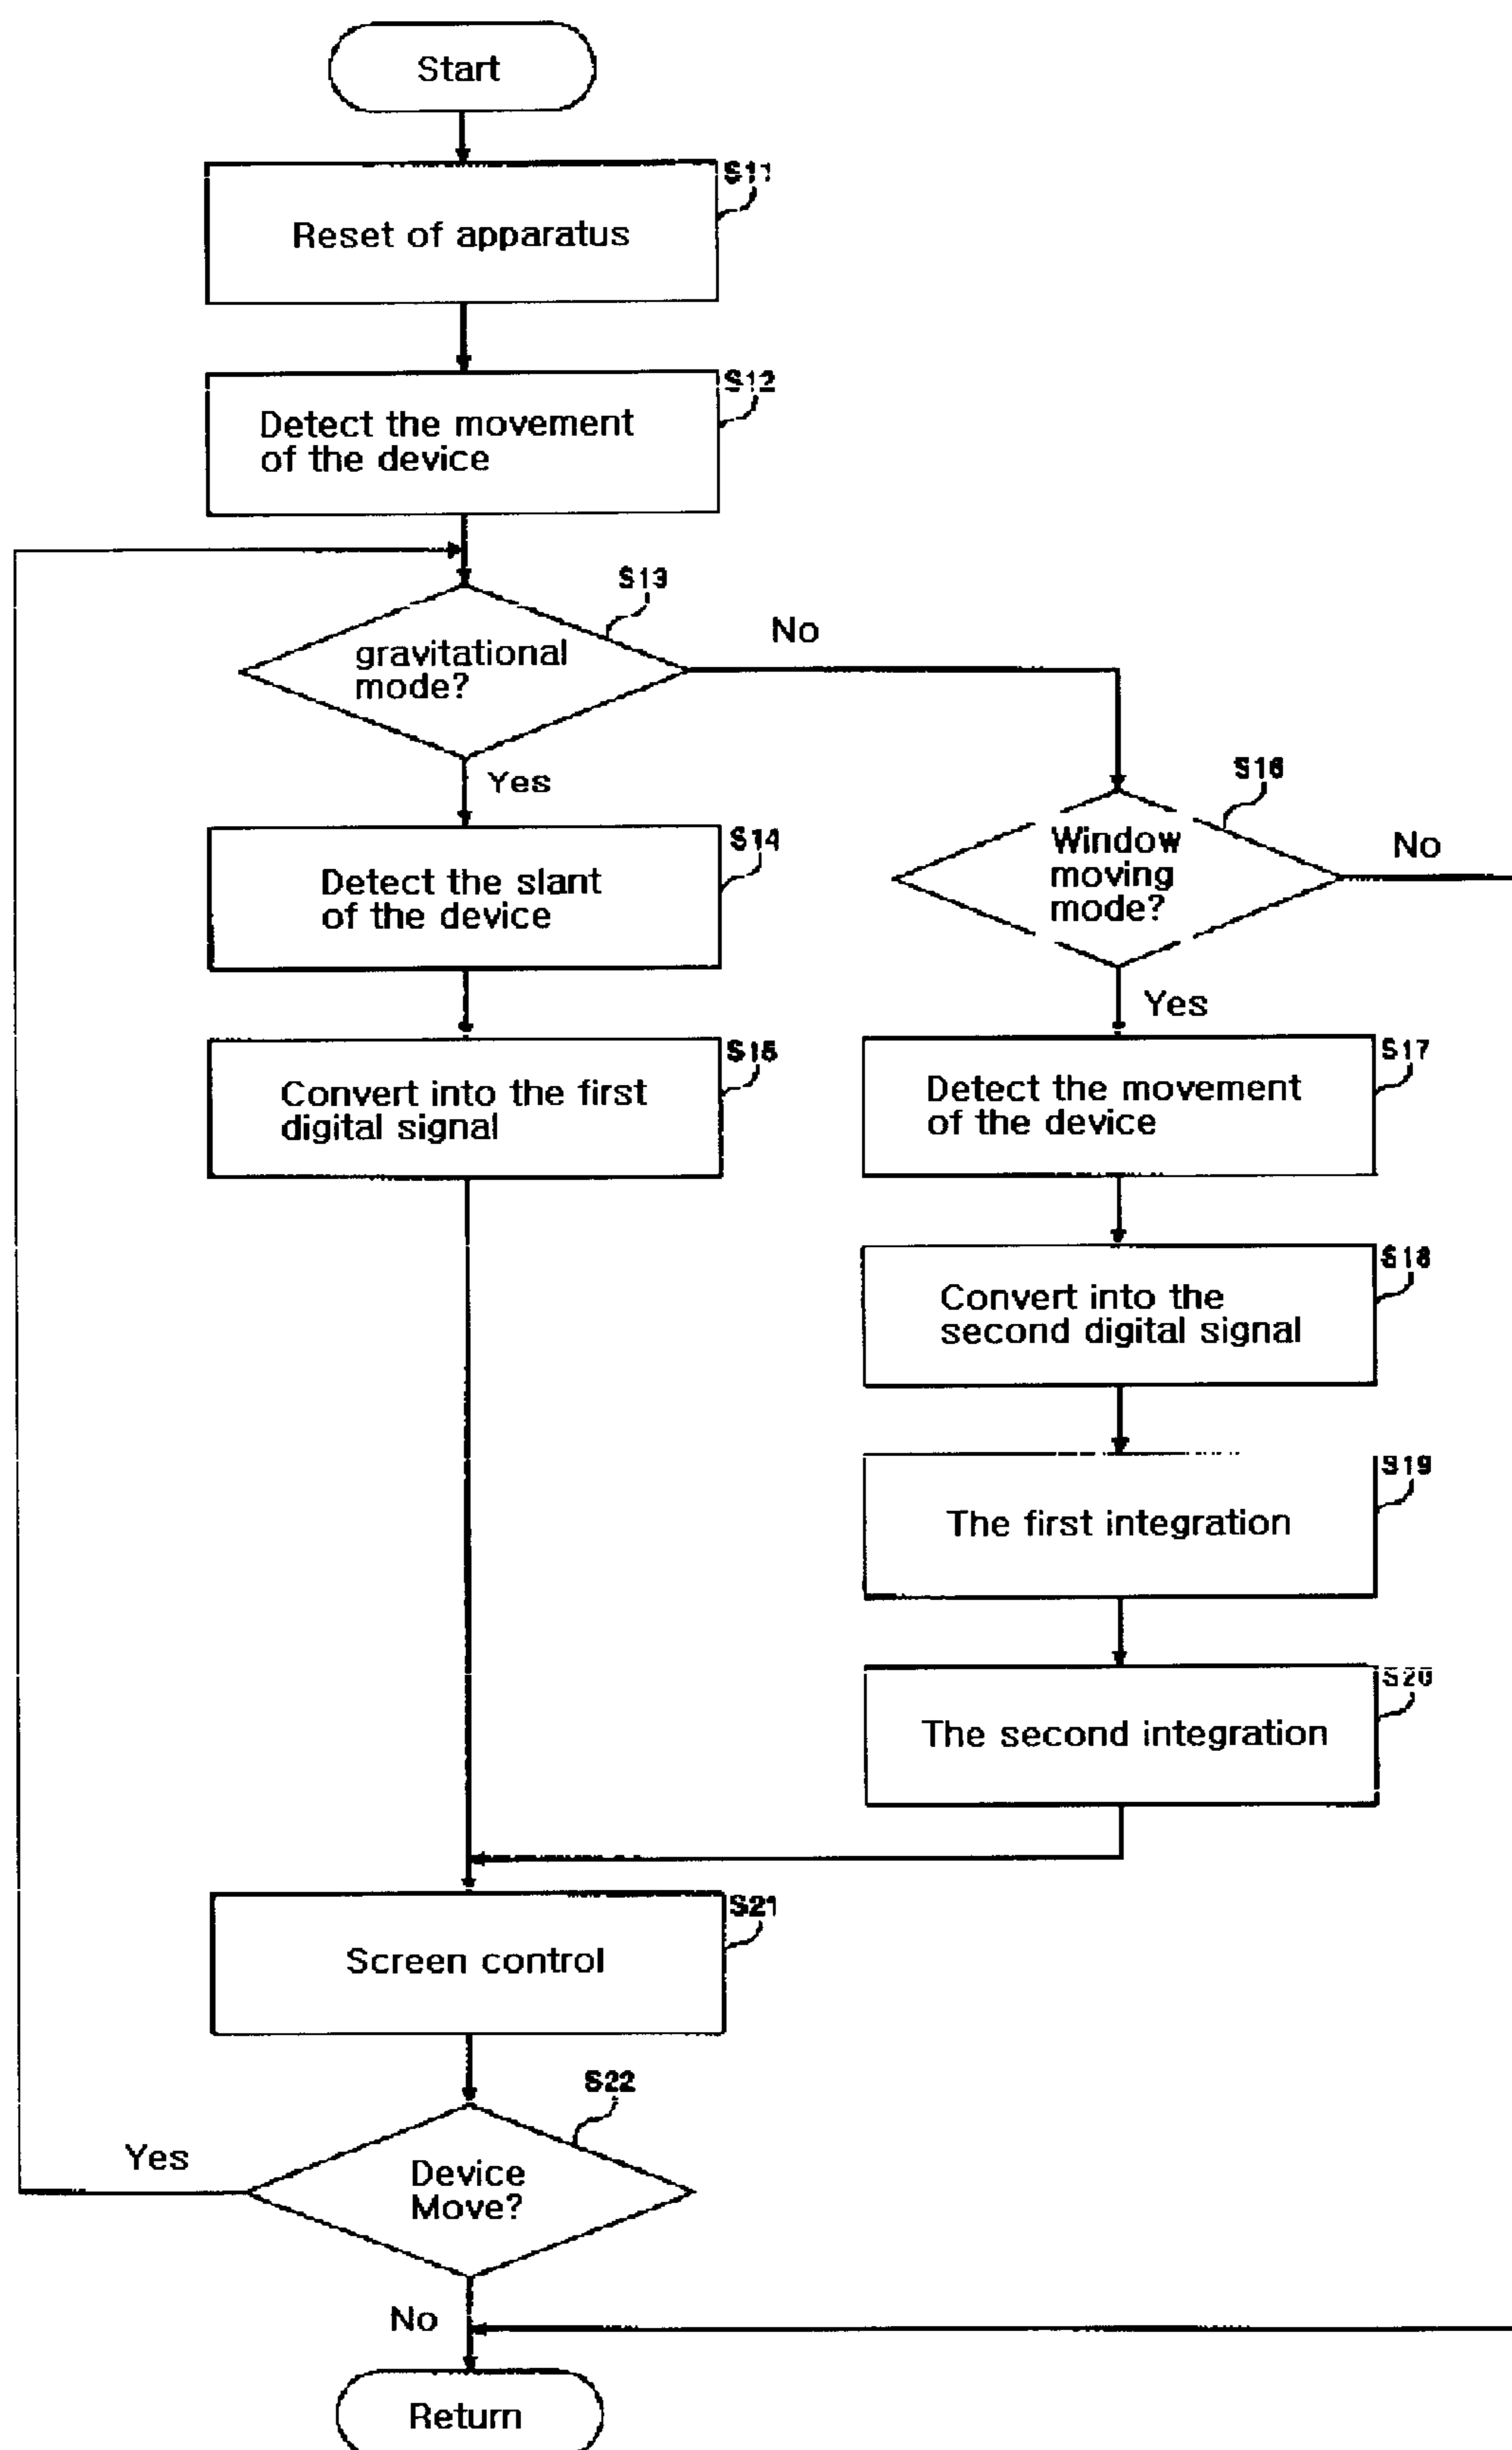 Start
S11
Reset of apparatus
S12
Detect the movement
of the device
S13
gravitational
mode?
No
Yes
S16
Window
moving
mode?
No
Yes
S14
Detect the slant
of the device
S15
Convert into the first
digital signal
S17
Detect the movement
of the device
S18
Convert into the
second digital signal
S19
The first integration
S20
The second integration
S21
Screen control
S22
Device
Move?
Yes
No
Return